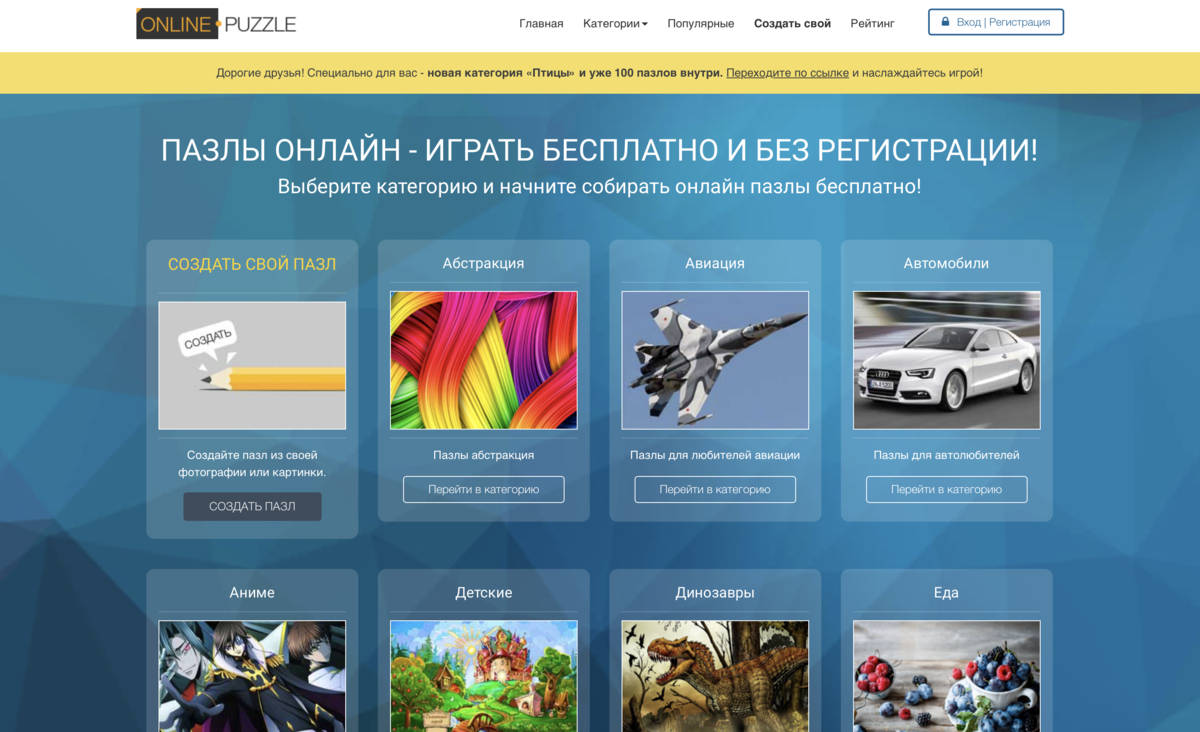 ONLINE PUZZLE
Главная Категории Популярные Создать свой Рейтинг Вход | Регистрация
Дорогие друзья! Специально для вас - новая категория «Птицы» и уже 100 пазлов внутри. Переходите по ссылке и наслаждайтесь игрой!
ПАЗЛЫ ОНЛАЙН - ИГРАТЬ БЕСПЛАТНО И БЕЗ РЕГИСТРАЦИИ!
Выберите категорию и начните собирать онлайн пазлы бесплатно!
СОЗДАТЬ СВОЙ ПАЗЛ
СОЗДАТЬ
Создайте пазл из своей
фотографии или картинки.
СОЗДАТЬ ПАЗЛ
Абстракция
Пазлы абстракция
Перейти в категорию
Авиация
Пазлы для любителей авиации
Перейти в категорию
Автомобили
Пазлы для автолюбителей
Перейти в категорию
Аниме
Детские
Динозавры
Еда